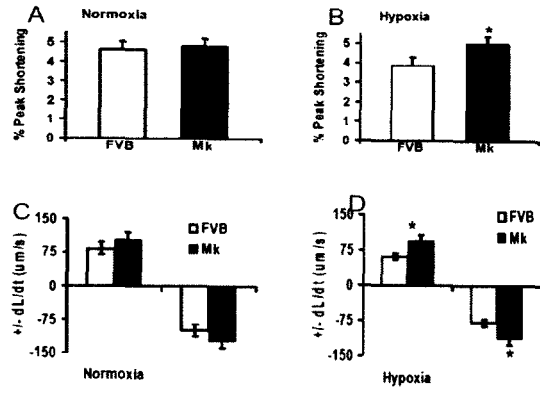 A
Normoxia
% Peak Shortening
5
4
3
2
1
0
FVB
Mk
B
Hypoxia
% Peak Shortening
5
4
3
2
1
0
*
FVB
Mk
C
+/- dL/dt (um/s)
150
75
0
-75
-150
FVB
Mk
Normoxia
D
+/- dL/dt (um/s)
150
75
0
-75
-150
*
FVB
Mk
*
Hypoxia